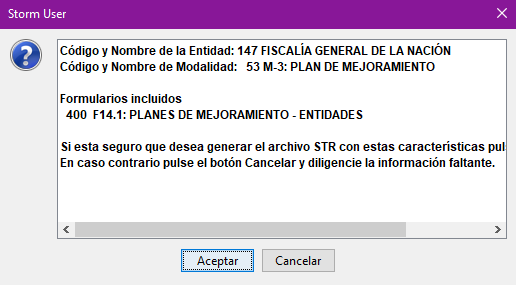 Storm User
Código y Nombre de la Entidad: 147 FISCALÍA GENERAL DE LA NACIÓN
Código y Nombre de Modalidad: 53 M-3: PLAN DE MEJORAMIENTO
Formularios incluidos
400 F14.1: PLANES DE MEJORAMIENTO - ENTIDADES
Si esta seguro que desea generar el archivo STR con estas características pul
En caso contrario pulse el botón Cancelar y diligencie la información faltante.
Aceptar
Cancelar